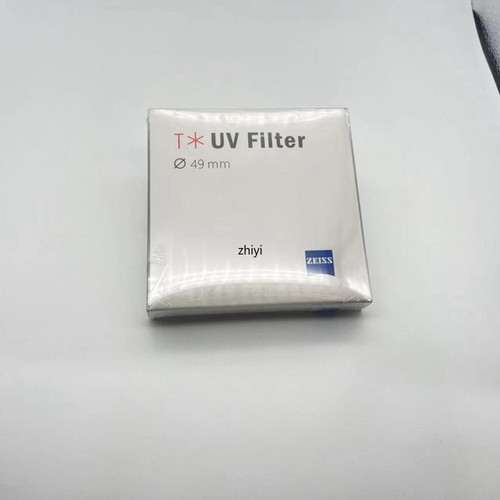 T* UV Filter
Ø 49 mm
zhiyi
ZEISS